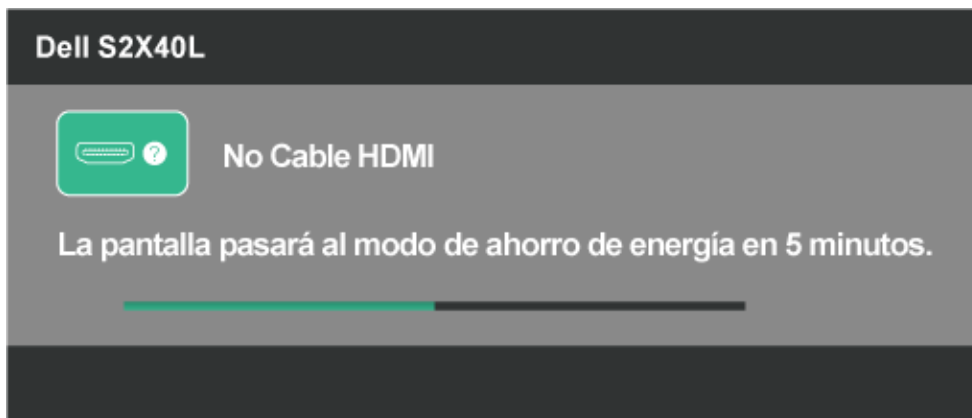 Dell S2X40L
No Cable HDMI
La pantalla pasará al modo de ahorro de energía en 5 minutos.